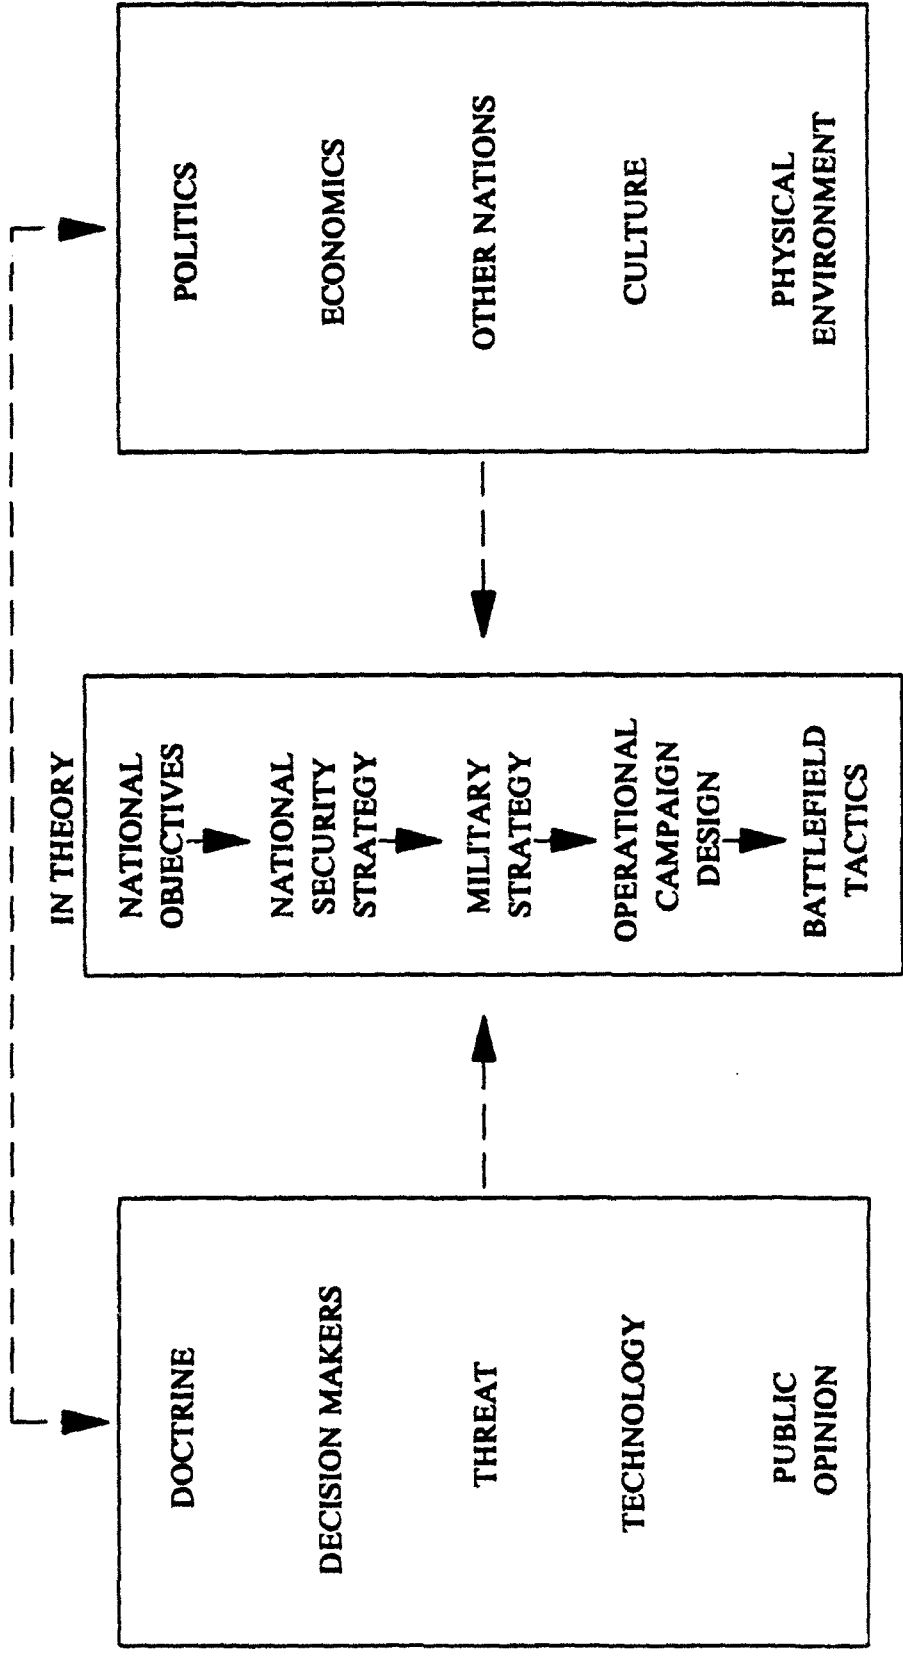 IN THEORY
DOCTRINE
DECISION MAKERS
THREAT
TECHNOLOGY
PUBLIC
OPINION
NATIONAL
OBJECTIVES
NATIONAL
SECURITY
STRATEGY
MILITARY
STRATEGY
OPERATIONAL
CAMPAIGN
DESIGN
BATTLEFIELD
TACTICS
POLITICS
ECONOMICS
OTHER NATIONS
CULTURE
PHYSICAL
ENVIRONMENT